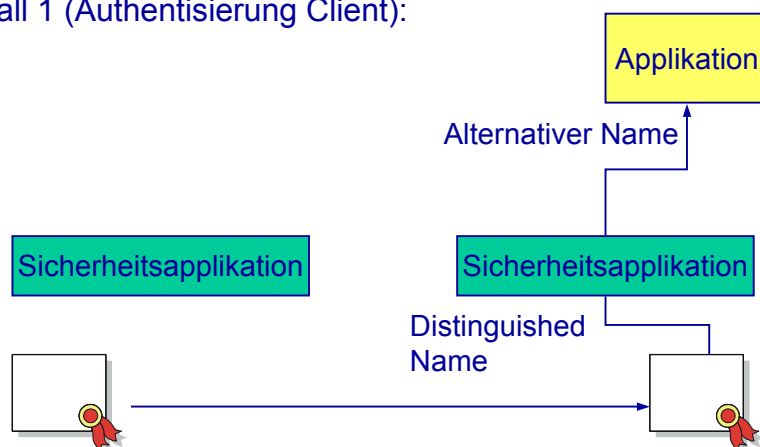 all 1 (Authentisierung Client):
Applikation
Alternativer Name
Sicherheitsapplikation
Sicherheitsapplikation
Distinguished
Name